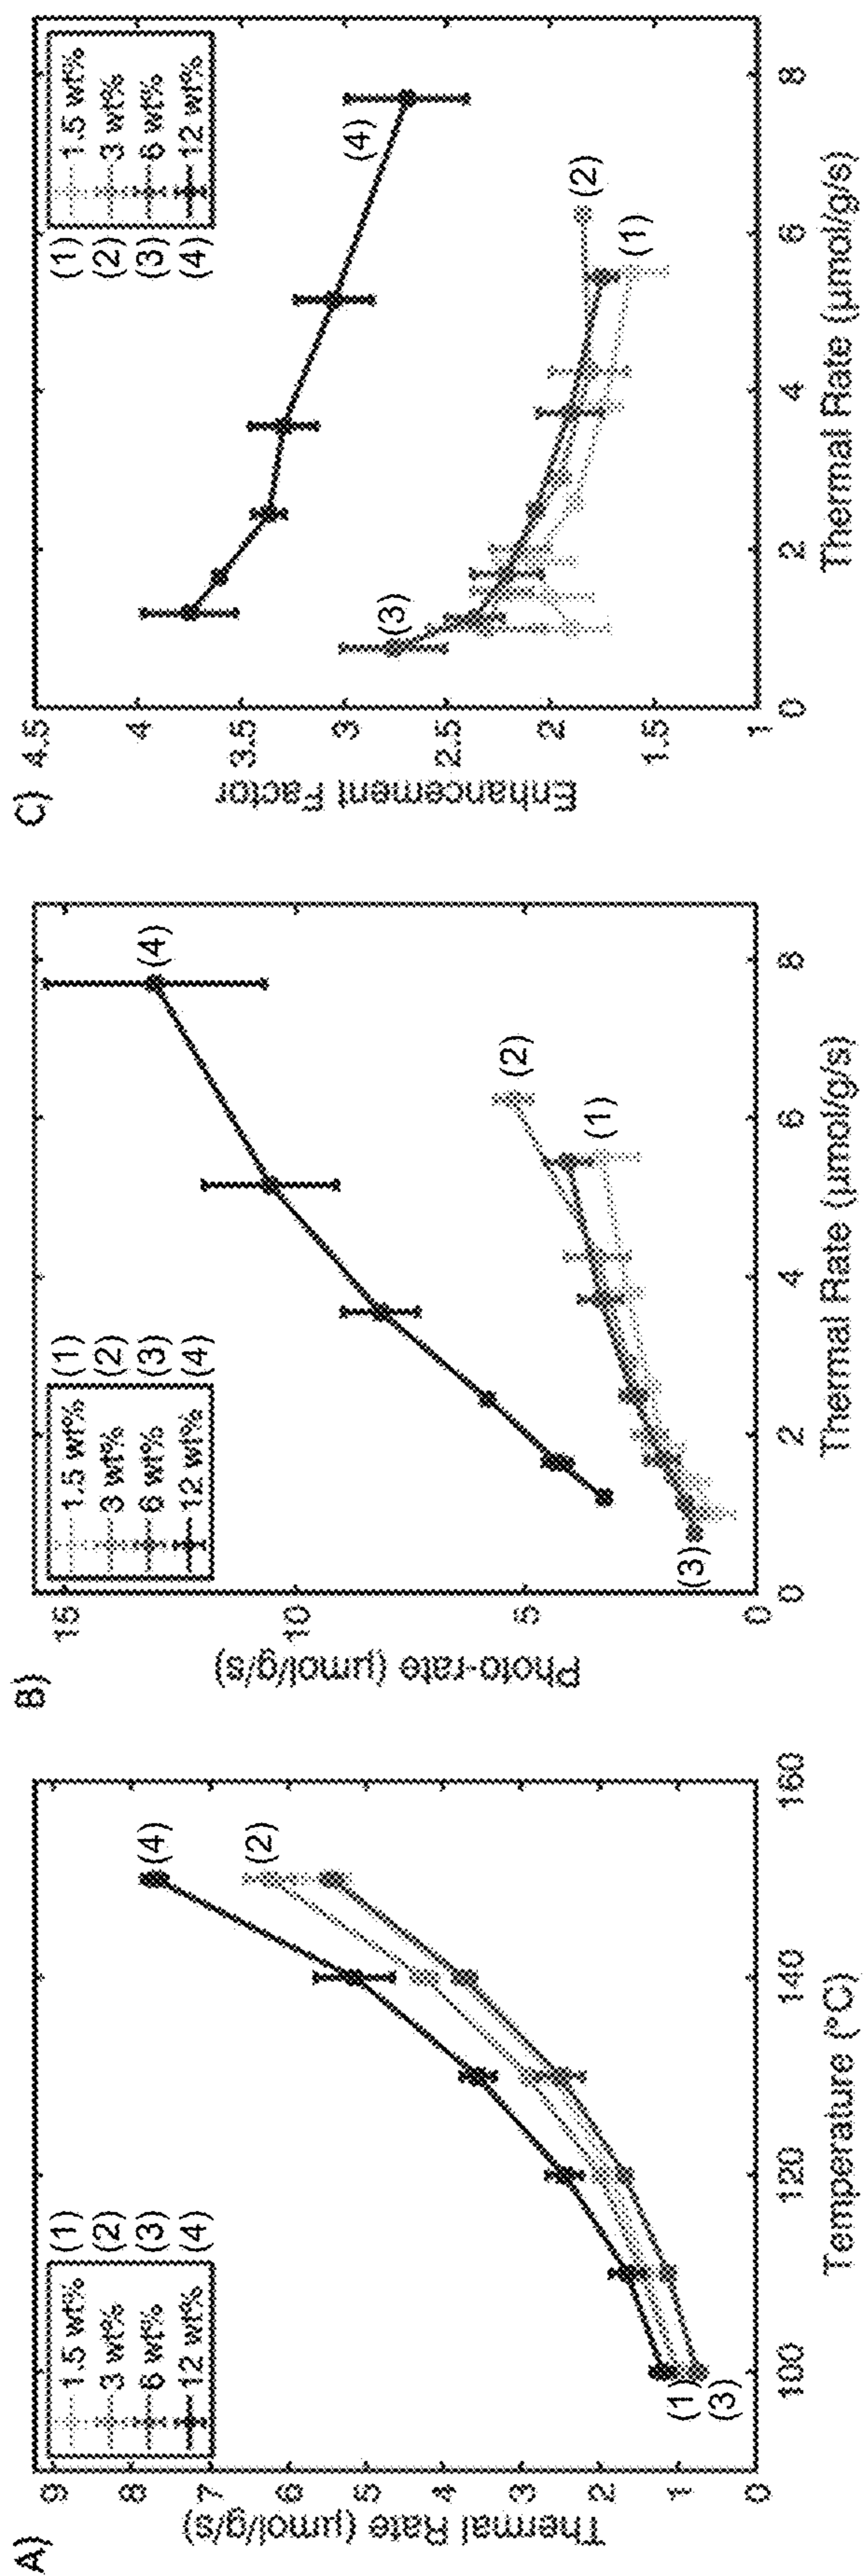 A)
Thermal Rate (μmol/g/s)
9
8
7
6
5
4
3
2
1
0
1.5 wt% (1)
3 wt% (2)
6 wt% (3)
12 wt% (4)
(4)
(2)
(1)
(3)
100
120
140
160
Temperature (°C)
B)
Photo-rate (μmol/g/s)
15
10
5
0
1.5 wt% (1)
3 wt% (2)
6 wt% (3)
12 wt% (4)
(4)
(2)
(1)
(3)
0
2
4
6
8
Thermal Rate (μmol/g/s)
C)
Enhancement Factor
4.5
4
3.5
3
2.5
2
1.5
1
(1) 1.5 wt%
(2) 3 wt%
(3) 6 wt%
(4) 12 wt%
(4)
(3)
(2)
(1)
0
2
4
6
8
Thermal Rate (μmol/g/s)